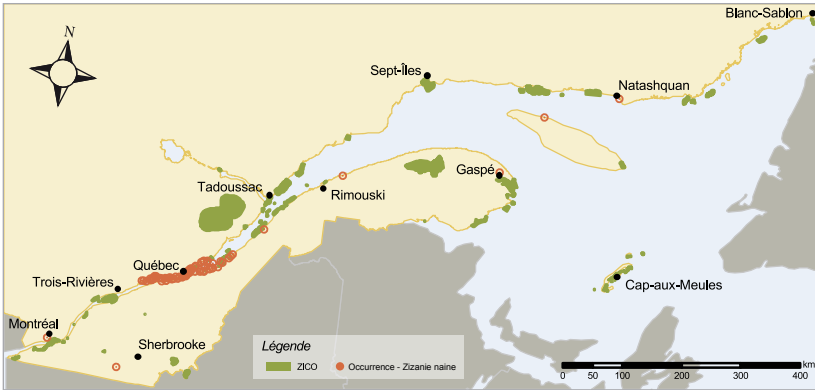 Blanc-Sablon
N
Sept-Îles
Natashquan
Gaspé
Tadoussac
Rimouski
Québec
Trois-Rivières
Cap-aux-Meules
Montréal
Sherbrooke
Légende
ZICO
Occurrence - Zizanie naine
km
0 50 100 200 300 400